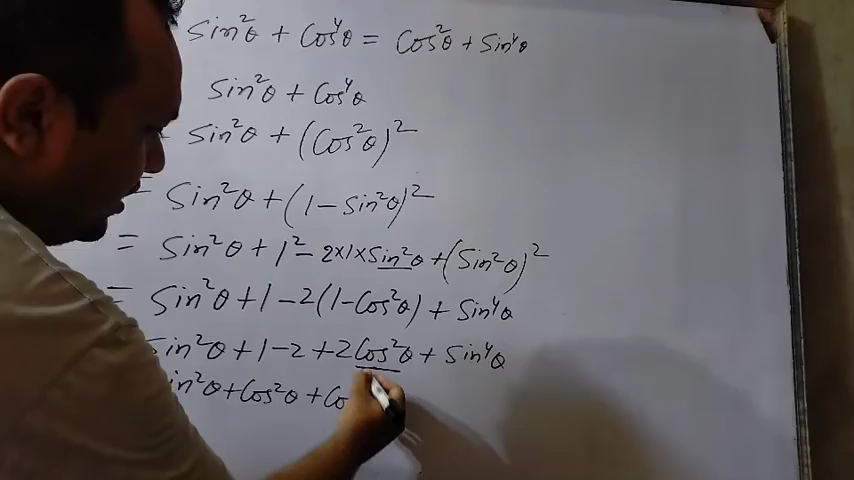 Sin²θ + Cos⁴θ = Cos²θ + Sin⁴θ
Sin²θ + Cos⁴θ
Sin²θ + (Cos²θ)²
= Sin²θ + (1 - Sin²θ)²
= Sin²θ + 1² - 2×1×Sin²θ + (Sin²θ)²
= Sin²θ + 1 - 2(1 - Cos²θ) + Sin⁴θ
Sin²θ + 1 - 2 + 2Cos²θ + Sin⁴θ
in²θ + Cos²θ + Co